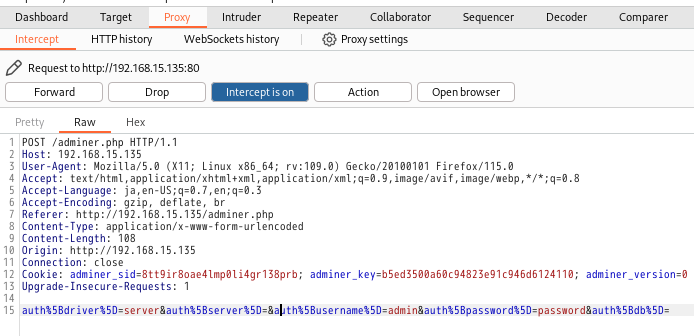 Dashboard Target Proxy Intruder Repeater Collaborator Sequencer Decoder Comparer
Intercept HTTP history WebSockets history Proxy settings
Request to http://192.168.15.135:80
Forward Drop Intercept is on Action Open browser
Pretty Raw Hex
1 POST /adminer.php HTTP/1.1
2 Host: 192.168.15.135
3 User-Agent: Mozilla/5.0 (X11; Linux x86_64; rv:109.0) Gecko/20100101 Firefox/115.0
4 Accept: text/html,application/xhtml+xml,application/xml;q=0.9,image/avif,image/webp,*/*;q=0.8
5 Accept-Language: ja,en-US;q=0.7,en;q=0.3
6 Accept-Encoding: gzip, deflate, br
7 Referer: http://192.168.15.135/adminer.php
8 Content-Type: application/x-www-form-urlencoded
9 Content-Length: 108
10 Origin: http://192.168.15.135
11 Connection: close
12 Cookie: adminer_sid=8tt9ir8oae4lmp0li4gr138prb; adminer_key=b5ed3500a60c94823e91c946d6124110; adminer_version=0
13 Upgrade-Insecure-Requests: 1
14
15 auth%5Bdriver%5D=server&auth%5Bserver%5D=&auth%5Busername%5D=admin&auth%5Bpassword%5D=password&auth%5Bdb%5D=